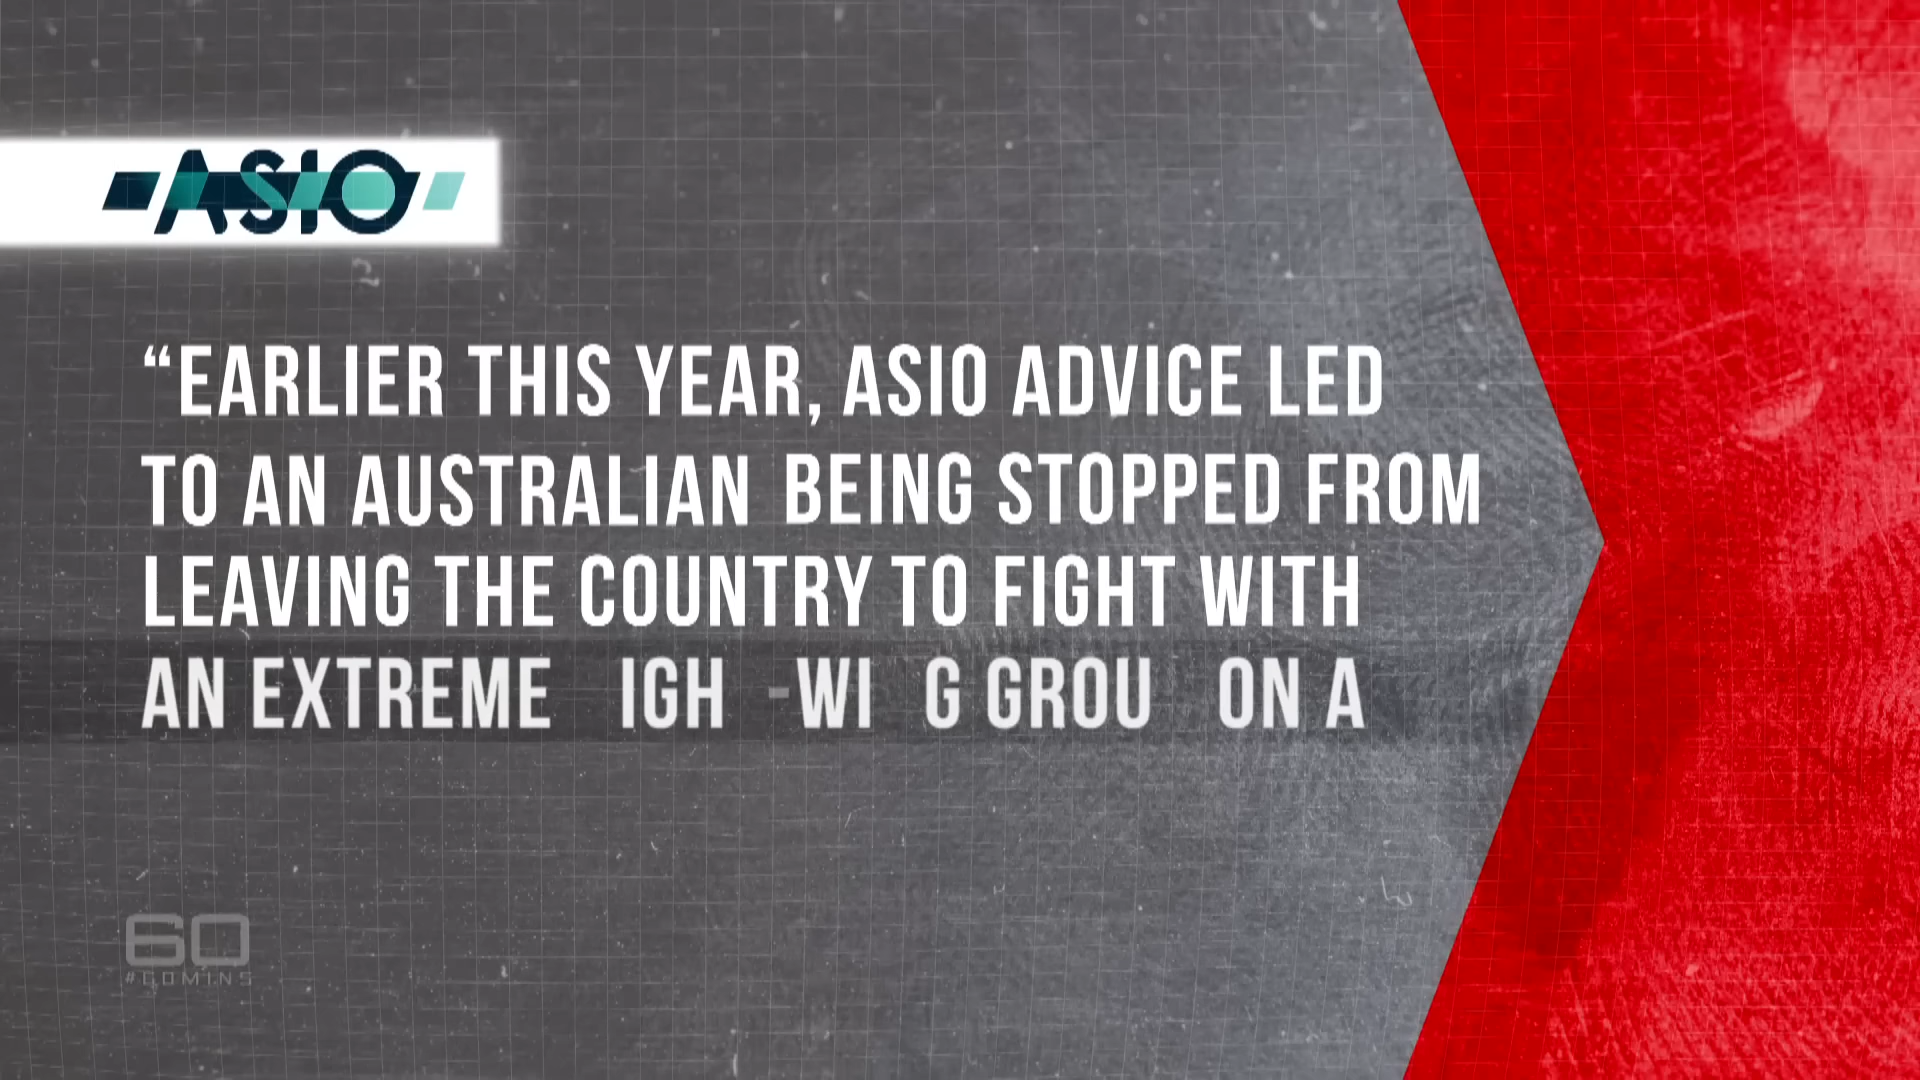 ASIO
“EARLIER THIS YEAR, ASIO ADVICE LED
TO AN AUSTRALIAN BEING STOPPED FROM
LEAVING THE COUNTRY TO FIGHT WITH
AN EXTREME IGH -WI G GROU ON A
60
#60MINS